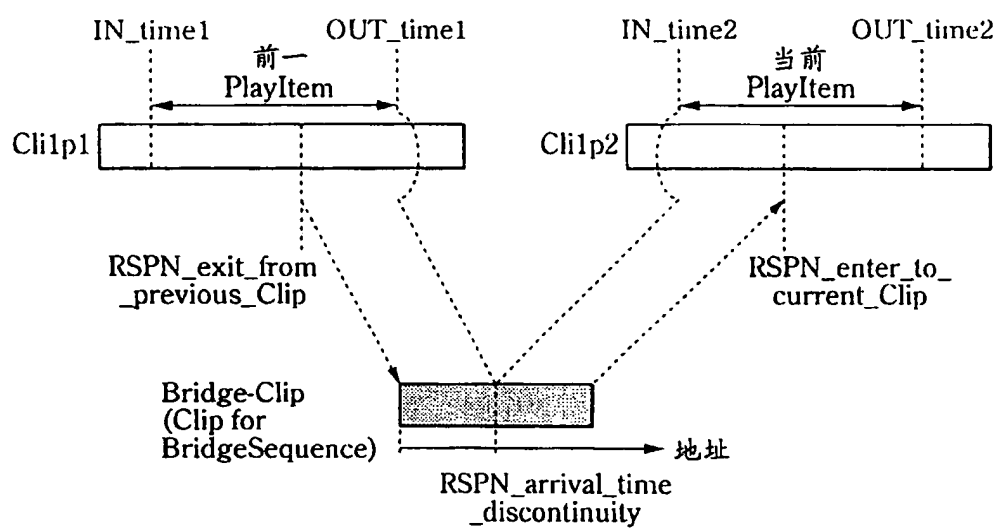 IN_time1
OUT_time1
IN_time2
OUT_time2
前一
PlayItem
当前
PlayItem
Cli1p1
Cli1p2
RSPN_exit_from
_previous_Clip
RSPN_enter_to_
current_Clip
Bridge-Clip
(Clip for
BridgeSequence)
地址
RSPN_arrival_time
_discontinuity